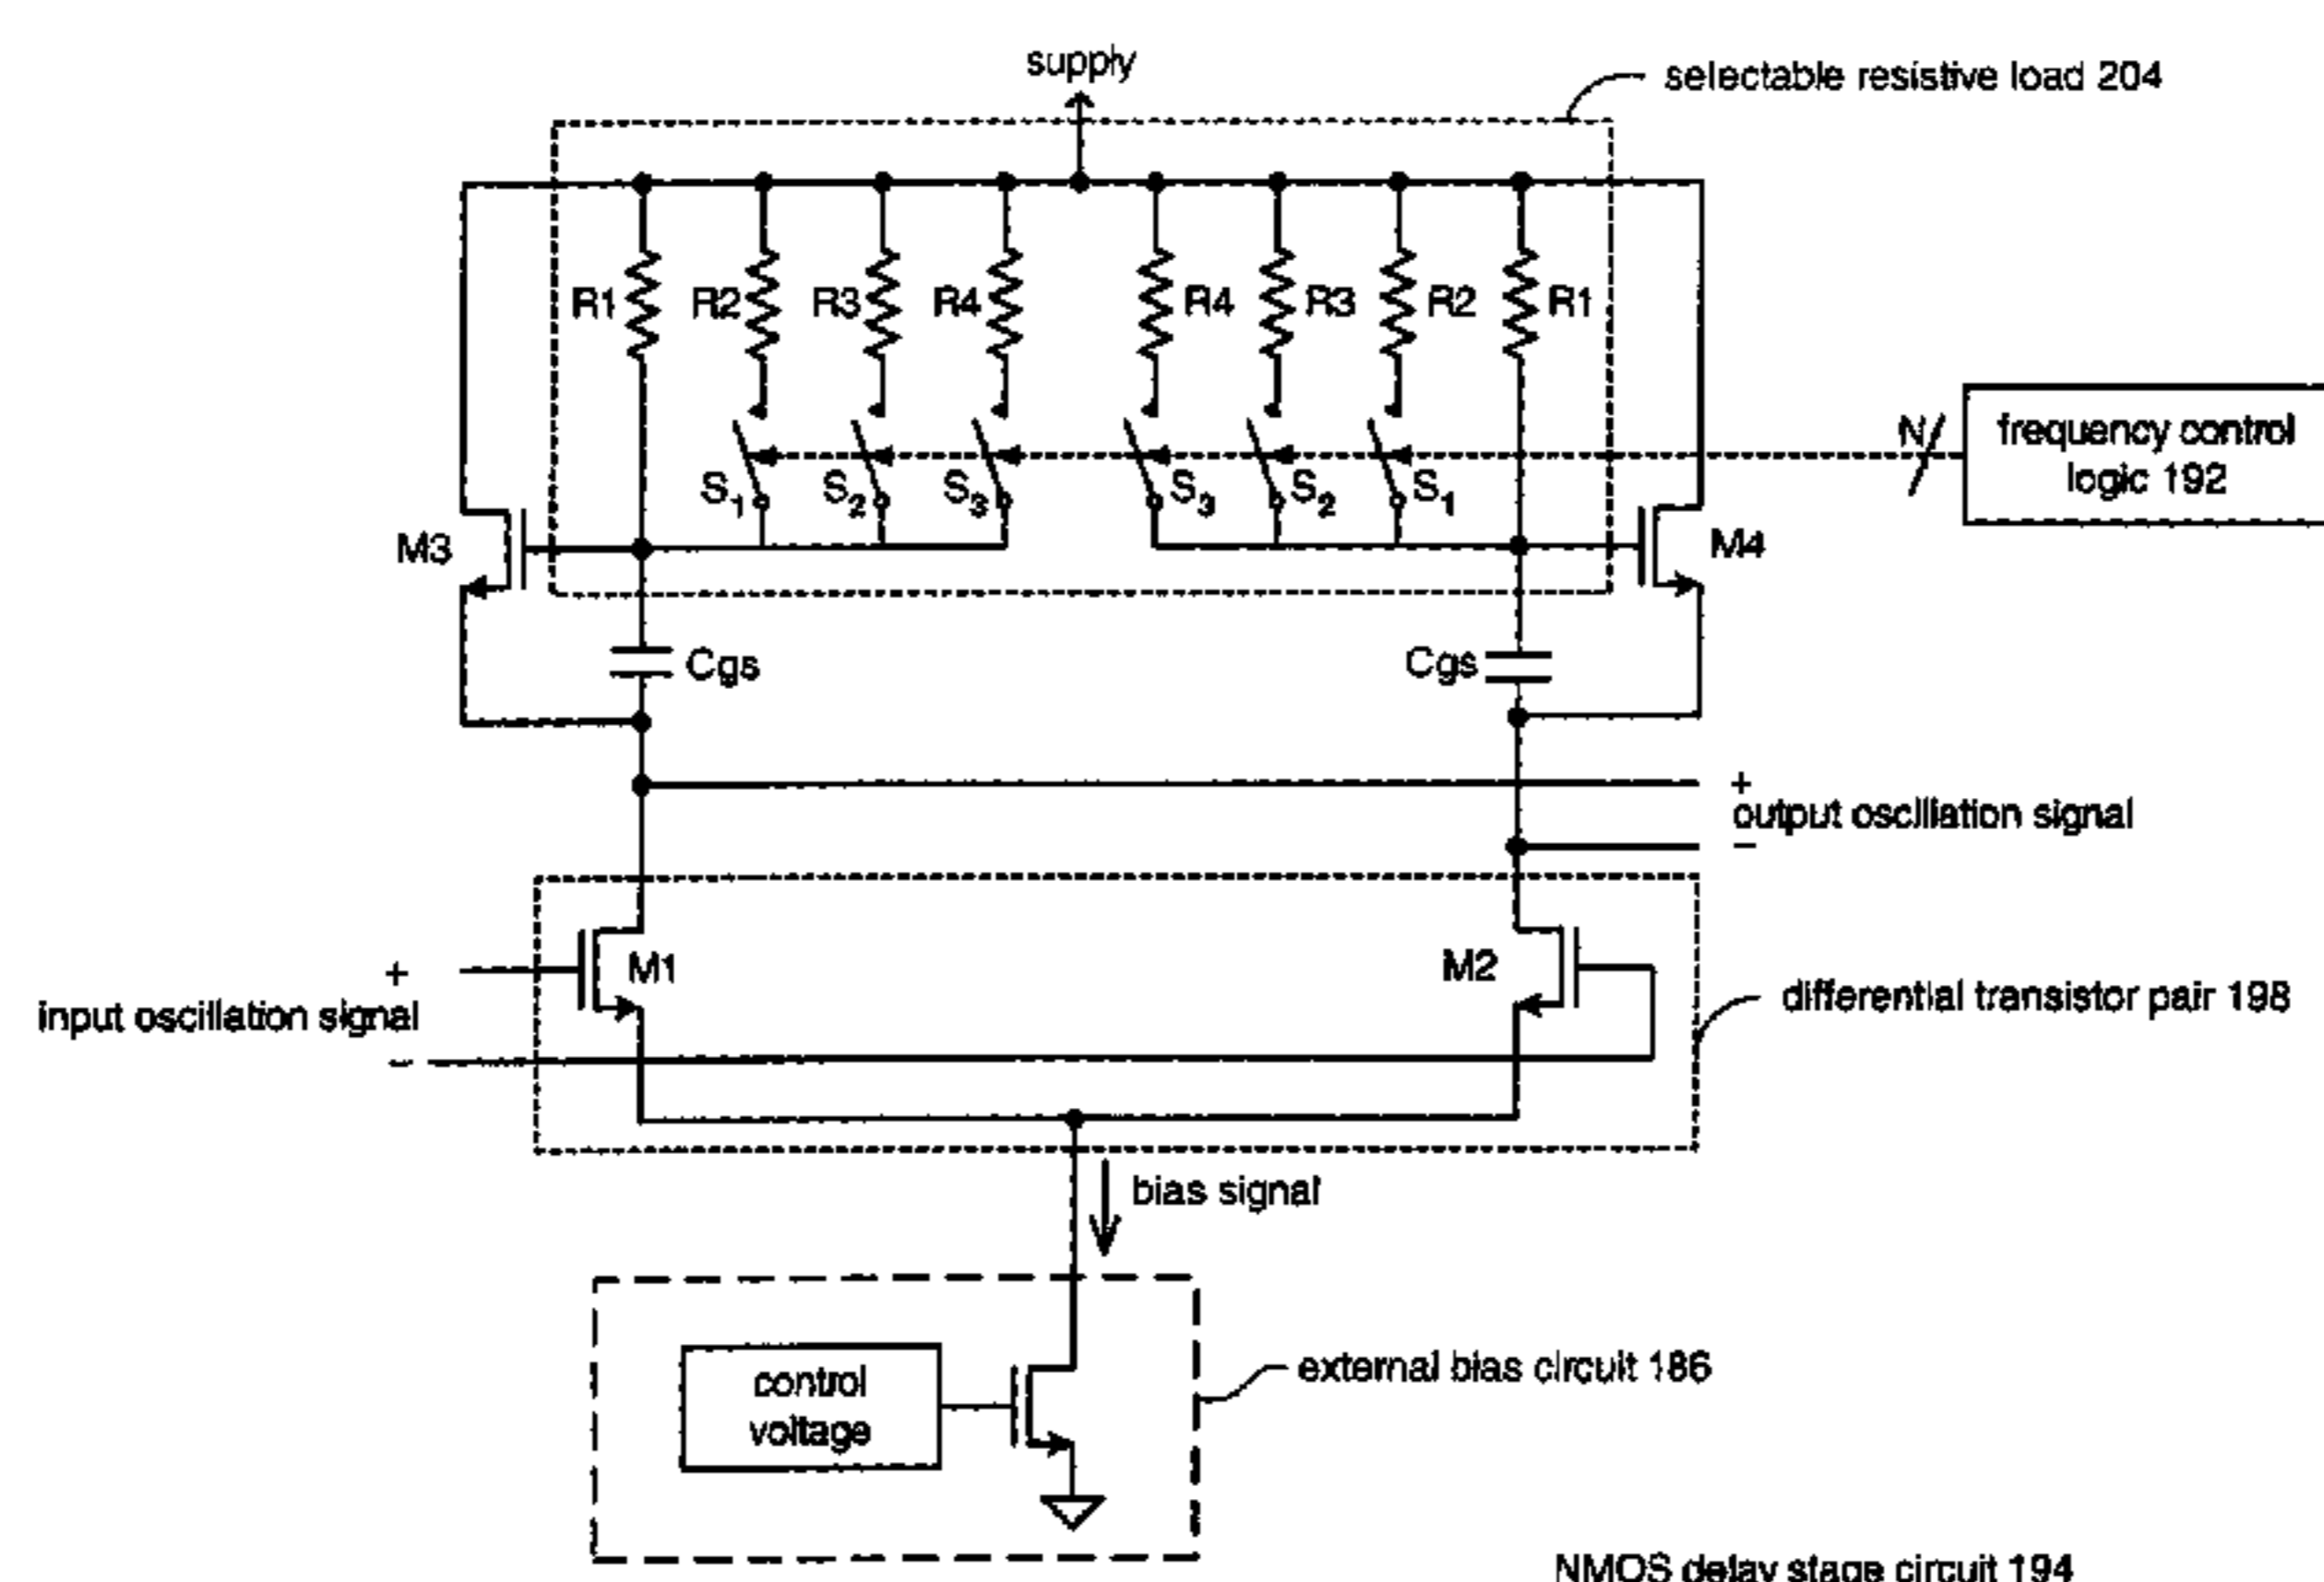 supply
selectable resistive load 204
R1 R2 R3 R4 R4 R3 R2 R1
N
frequency control
logic 192
S1 S2 S3 S3 S2 S1
M3
M4
Cgs
Cgs
+
output oscillation signal
−
M1
M2
+
input oscillation signal
−
differential transistor pair 198
bias signal
control
voltage
external bias circuit 186
NMOS delay stage circuit 194